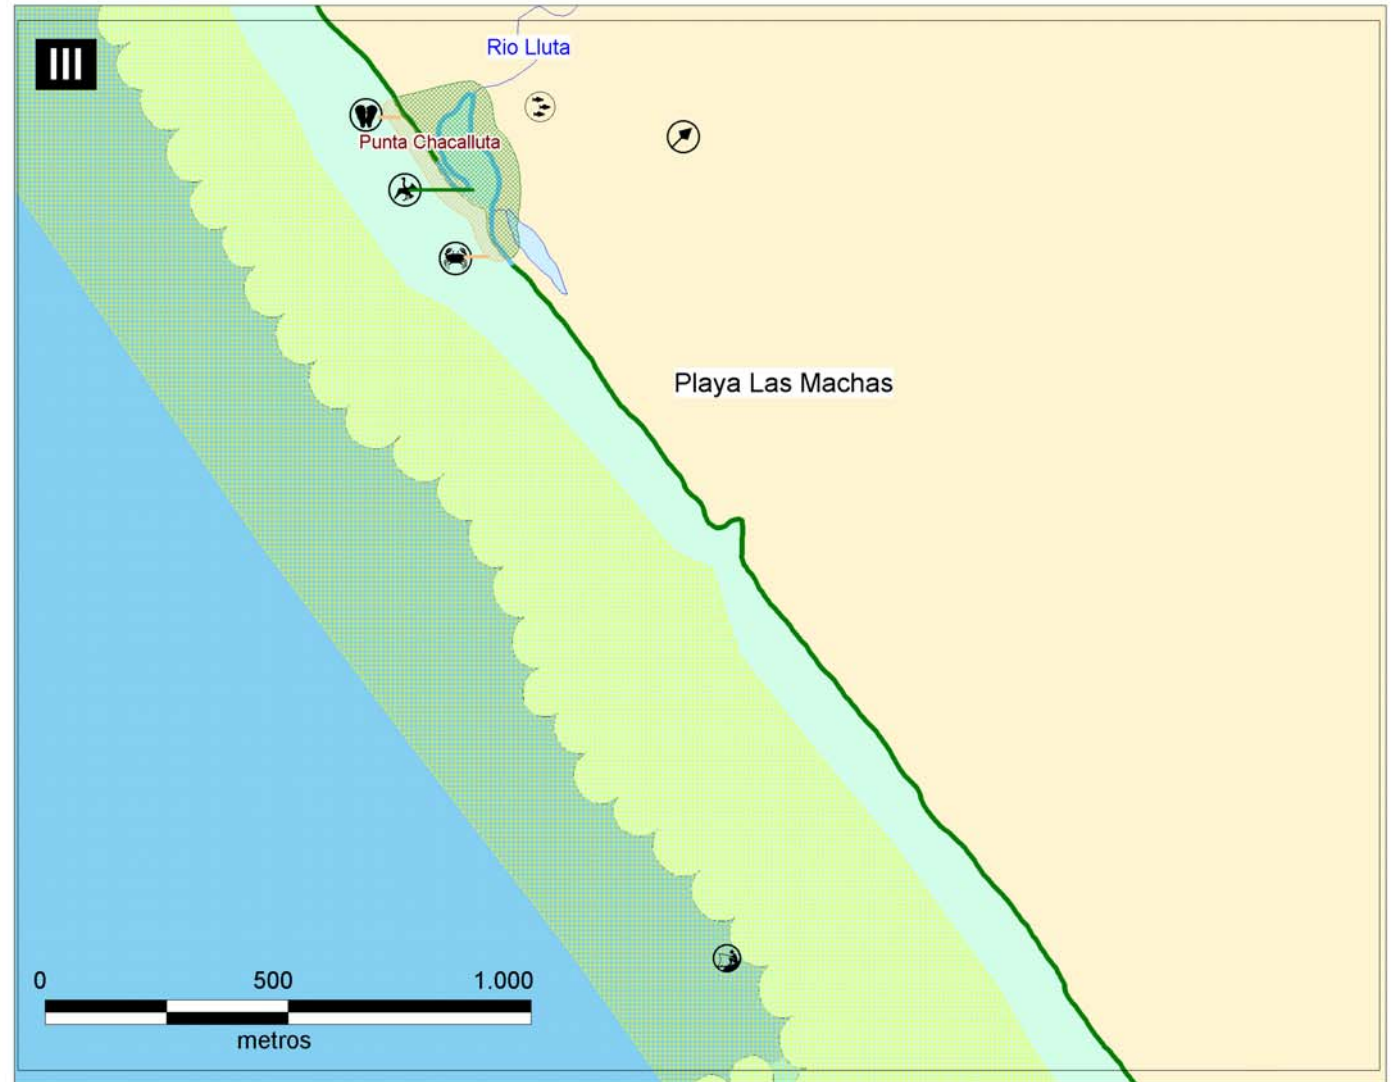 III
Rio Lluta
Punta Chacalluta
Playa Las Machas
0 500 1.000
metros